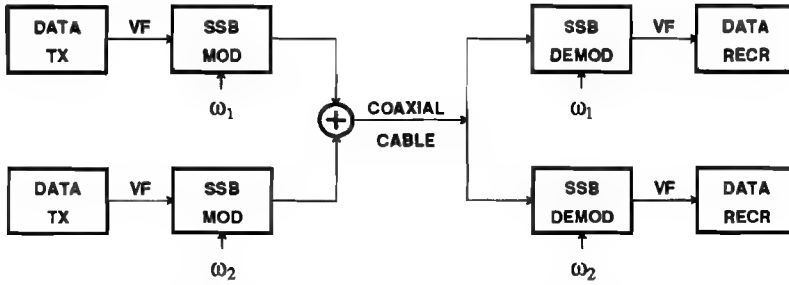 DATA
TX
VF
SSB
MOD
ω1
SSB
DEMOD
ω1
VF
DATA
RECR
+
COAXIAL
CABLE
DATA
TX
VF
SSB
MOD
ω2
SSB
DEMOD
ω2
VF
DATA
RECR